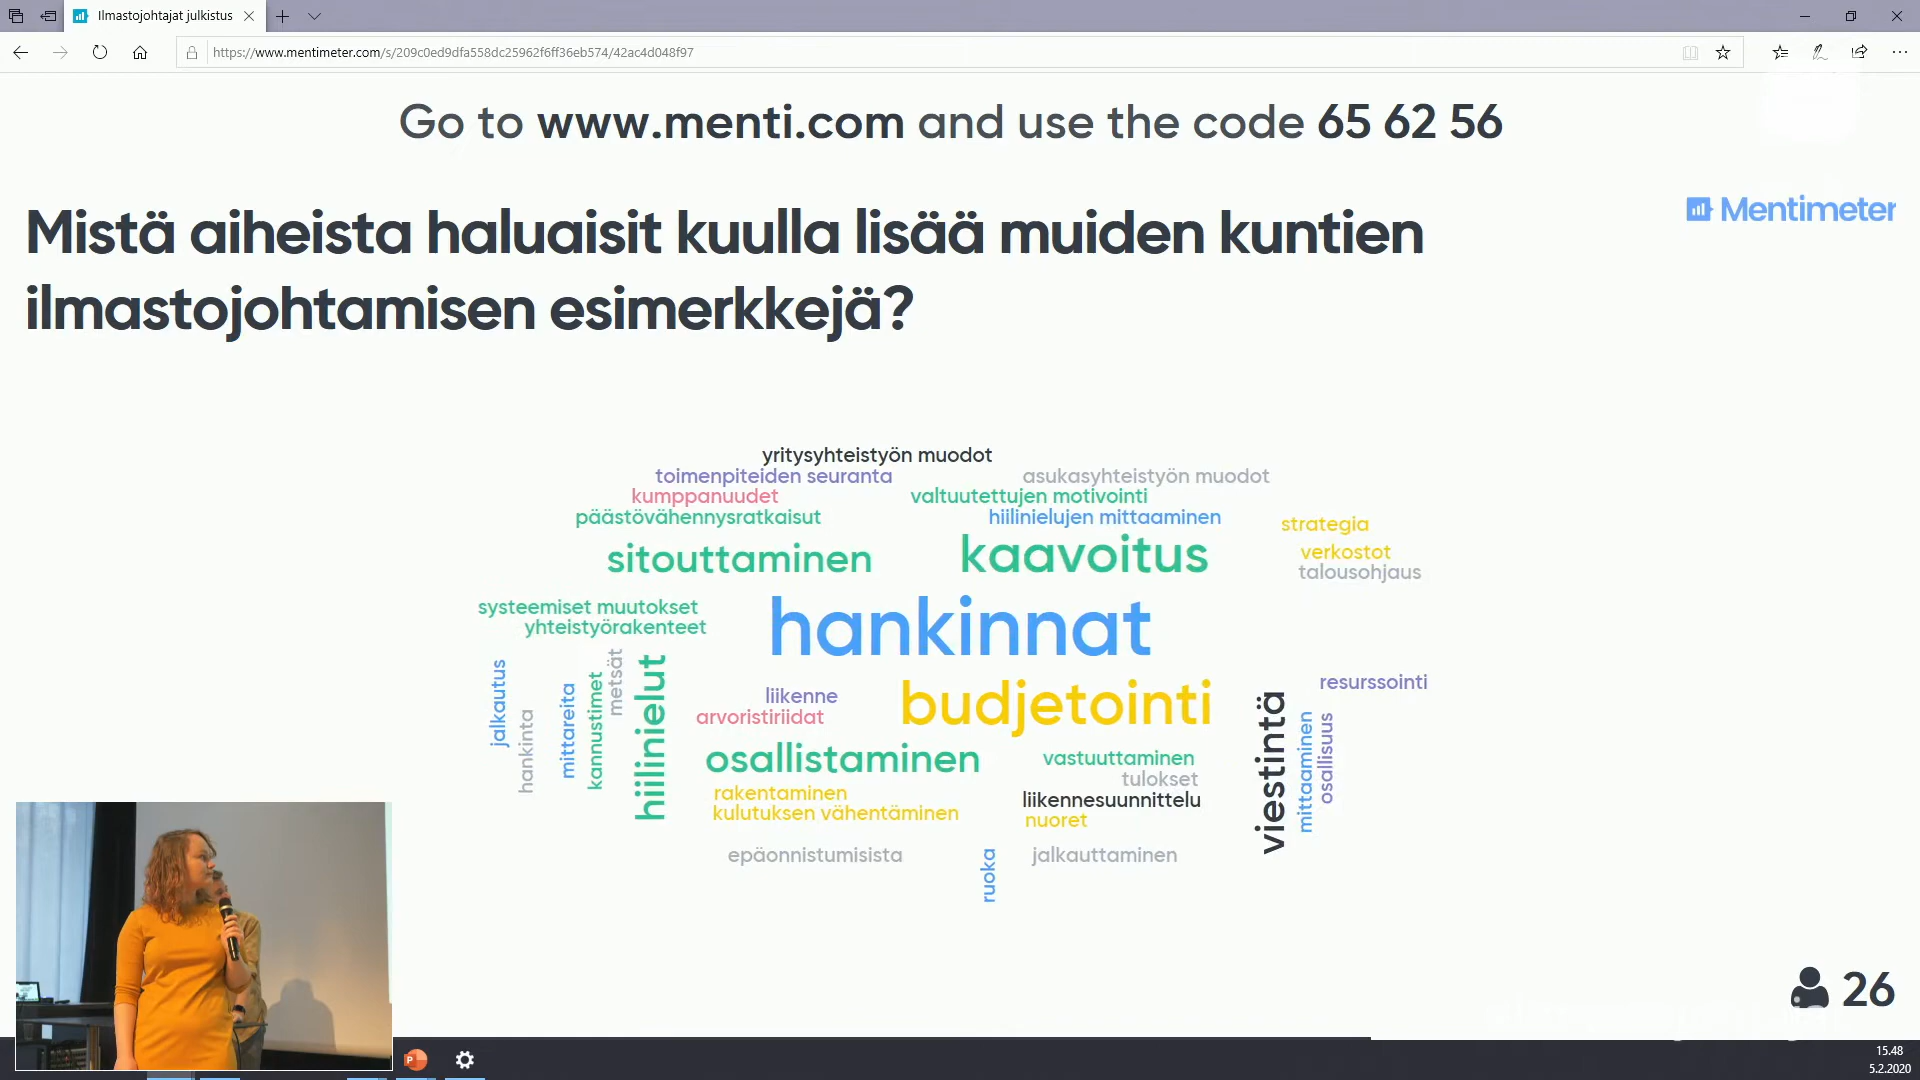 Ilmastojohtajat julkistus
https://www.mentimeter.com/s/209c0ed9dfa558dc25962f6ff36eb574/42ac4d048f97
Go to www.menti.com and use the code 65 62 56
Mentimeter
Mistä aiheista haluaisit kuulla lisää muiden kuntien
ilmastojohtamisen esimerkkejä?
yritysyhteistyön muodot
toimenpiteiden seuranta
asukasyhteistyön muodot
kumppanuudet
valtuutettujen motivointi
päästövähennysratkaisut
hiilinielujen mittaaminen
strategia
sitouttaminen
kaavoitus
verkostot
talousohjaus
systeemiset muutokset
yhteistyörakenteet
hankinnat
jalkautus
hankinta
mittareita
kannustimet
metsät
hiilinielut
liikenne
arvoristiriidat
budjetointi
resurssointi
viestintä
mittaaminen
osallisuus
osallistaminen
vastuuttaminen
tulokset
rakentaminen
liikennesuunnittelu
kulutuksen vähentäminen
nuoret
epäonnistumisista
ruoka
jalkauttaminen
26
15.48
5.2.2020